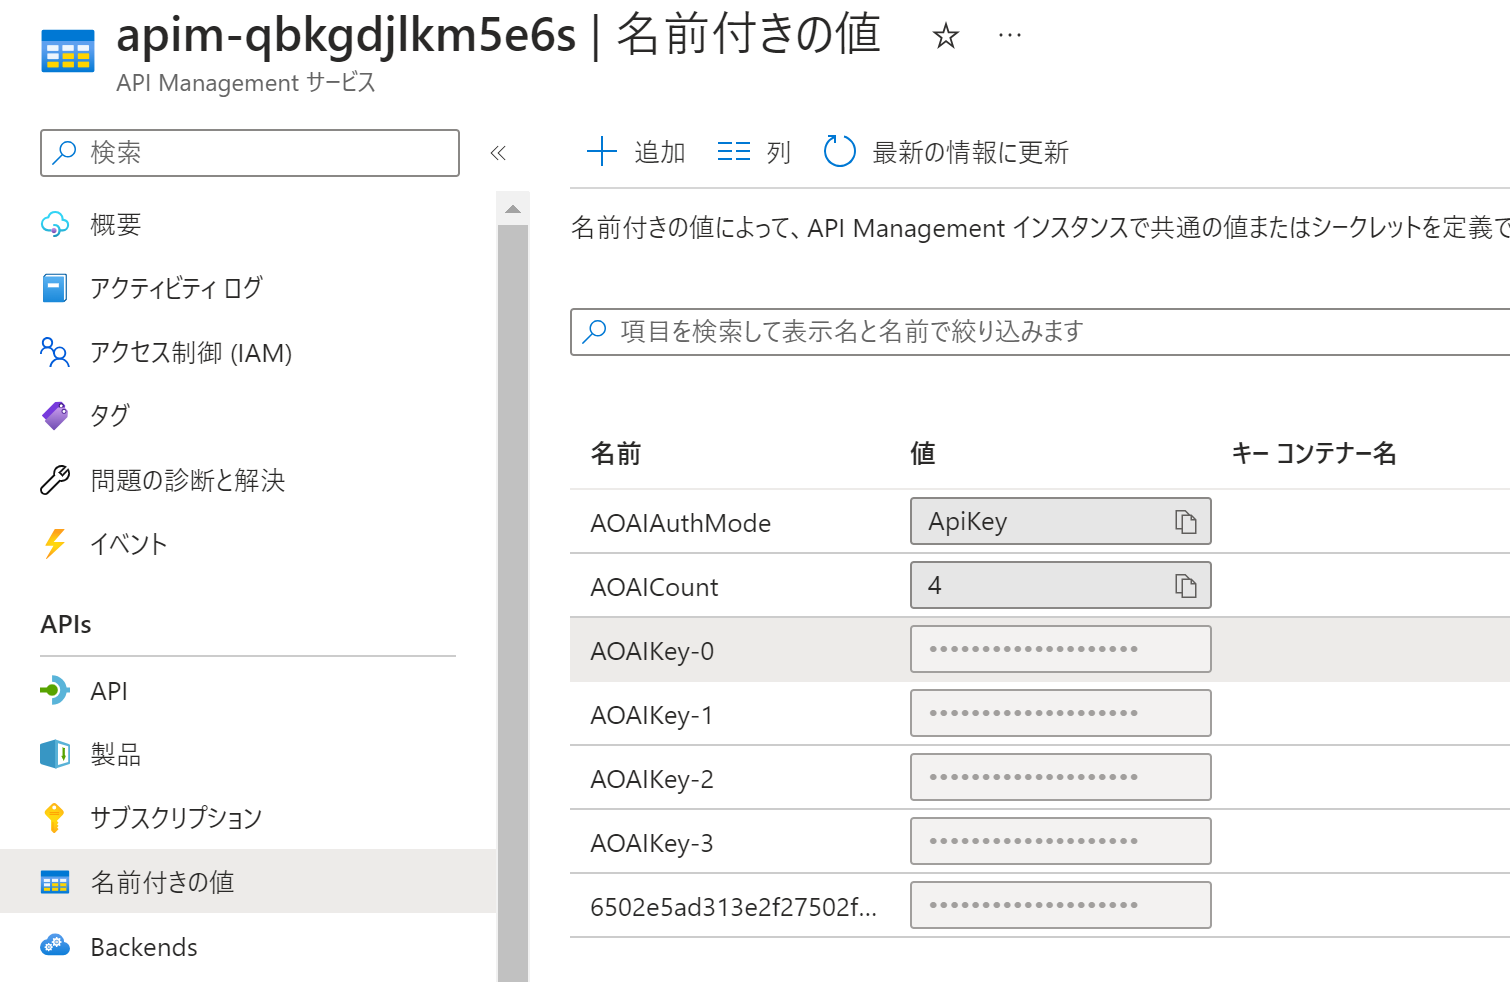 apim-qbkgdjlkm5e6s | 名前付きの値
API Management サービス
検索
概要
アクティビティ ログ
アクセス制御 (IAM)
タグ
問題の診断と解決
イベント
APIs
API
製品
サブスクリプション
名前付きの値
Backends
追加 列 最新の情報に更新
名前付きの値によって、API Management インスタンスで共通の値またはシークレットを定義で
項目を検索して表示名と名前で絞り込みます
名前 値 キー コンテナー名
AOAIAuthMode ApiKey
AOAICount 4
AOAIKey-0 ••••••••••••••••••••
AOAIKey-1 ••••••••••••••••••••
AOAIKey-2 ••••••••••••••••••••
AOAIKey-3 ••••••••••••••••••••
6502e5ad313e2f27502f... ••••••••••••••••••••